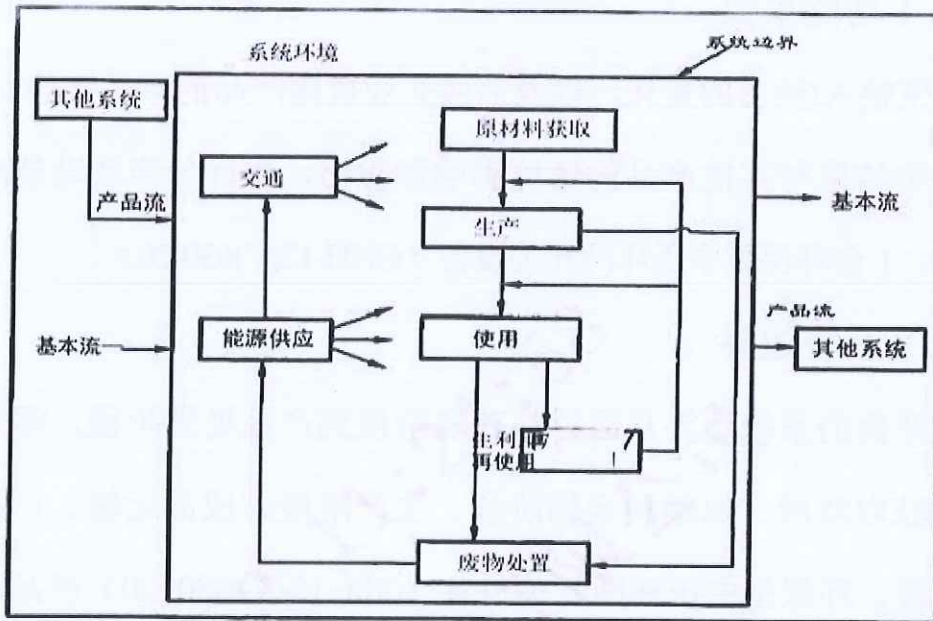 系统环境
系统边界
其他系统
原材料获取
交通
产品流
生产
基本流
产品流
能源供应
使用
基本流
其他系统
再使用
废物处置